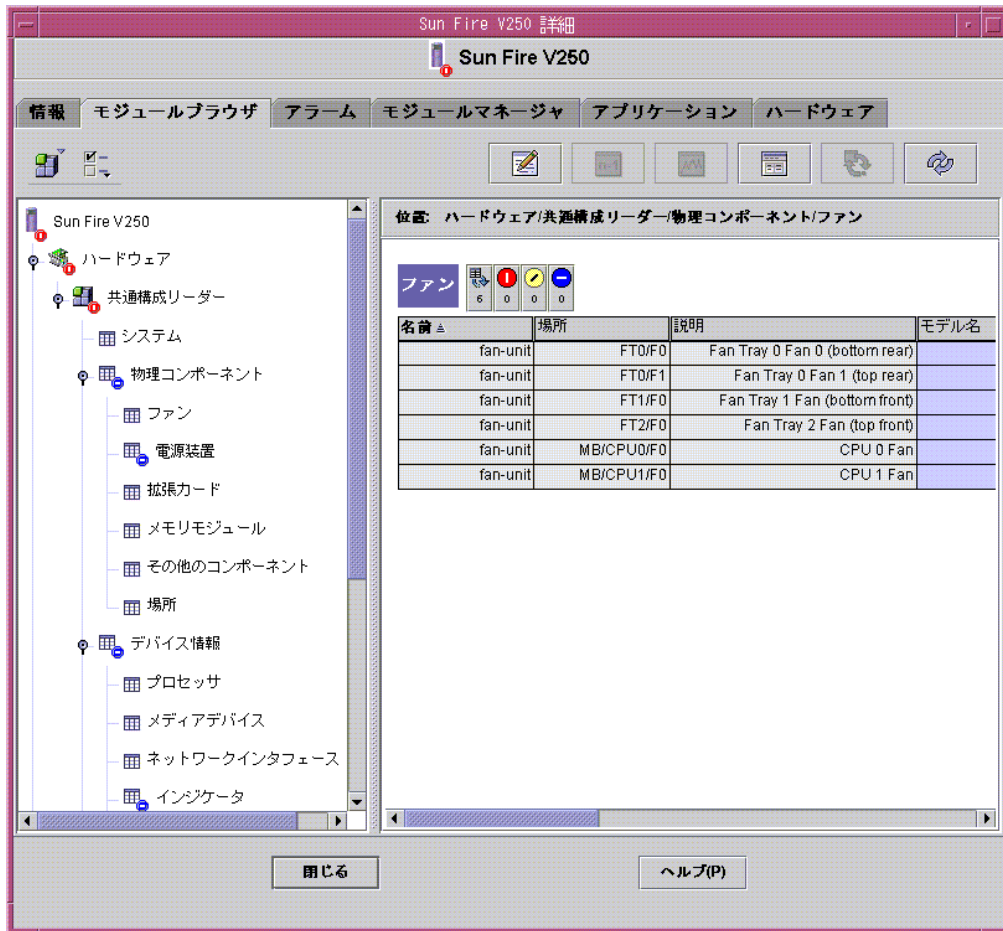 Sun Fire V250 詳細
Sun Fire V250
情報 モジュールブラウザ アラーム モジュールマネージャ アプリケーション ハードウェア
Sun Fire V250
ハードウェア
共通構成リーダー
システム
物理コンポーネント
ファン
電源装置
拡張カード
メモリモジュール
その他のコンポーネント
場所
デバイス情報
プロセッサ
メディアデバイス
ネットワークインタフェース
インジケータ
位置: ハードウェア/共通構成リーダー/物理コンポーネント/ファン
ファン 6 0 0 0
名前 場所 説明 モデル名
fan-unit FT0/F0 Fan Tray 0 Fan 0 (bottom rear)
fan-unit FT0/F1 Fan Tray 0 Fan 1 (top rear)
fan-unit FT1/F0 Fan Tray 1 Fan (bottom front)
fan-unit FT2/F0 Fan Tray 2 Fan (top front)
fan-unit MB/CPU0/F0 CPU 0 Fan
fan-unit MB/CPU1/F0 CPU 1 Fan
閉じる ヘルプ(P)